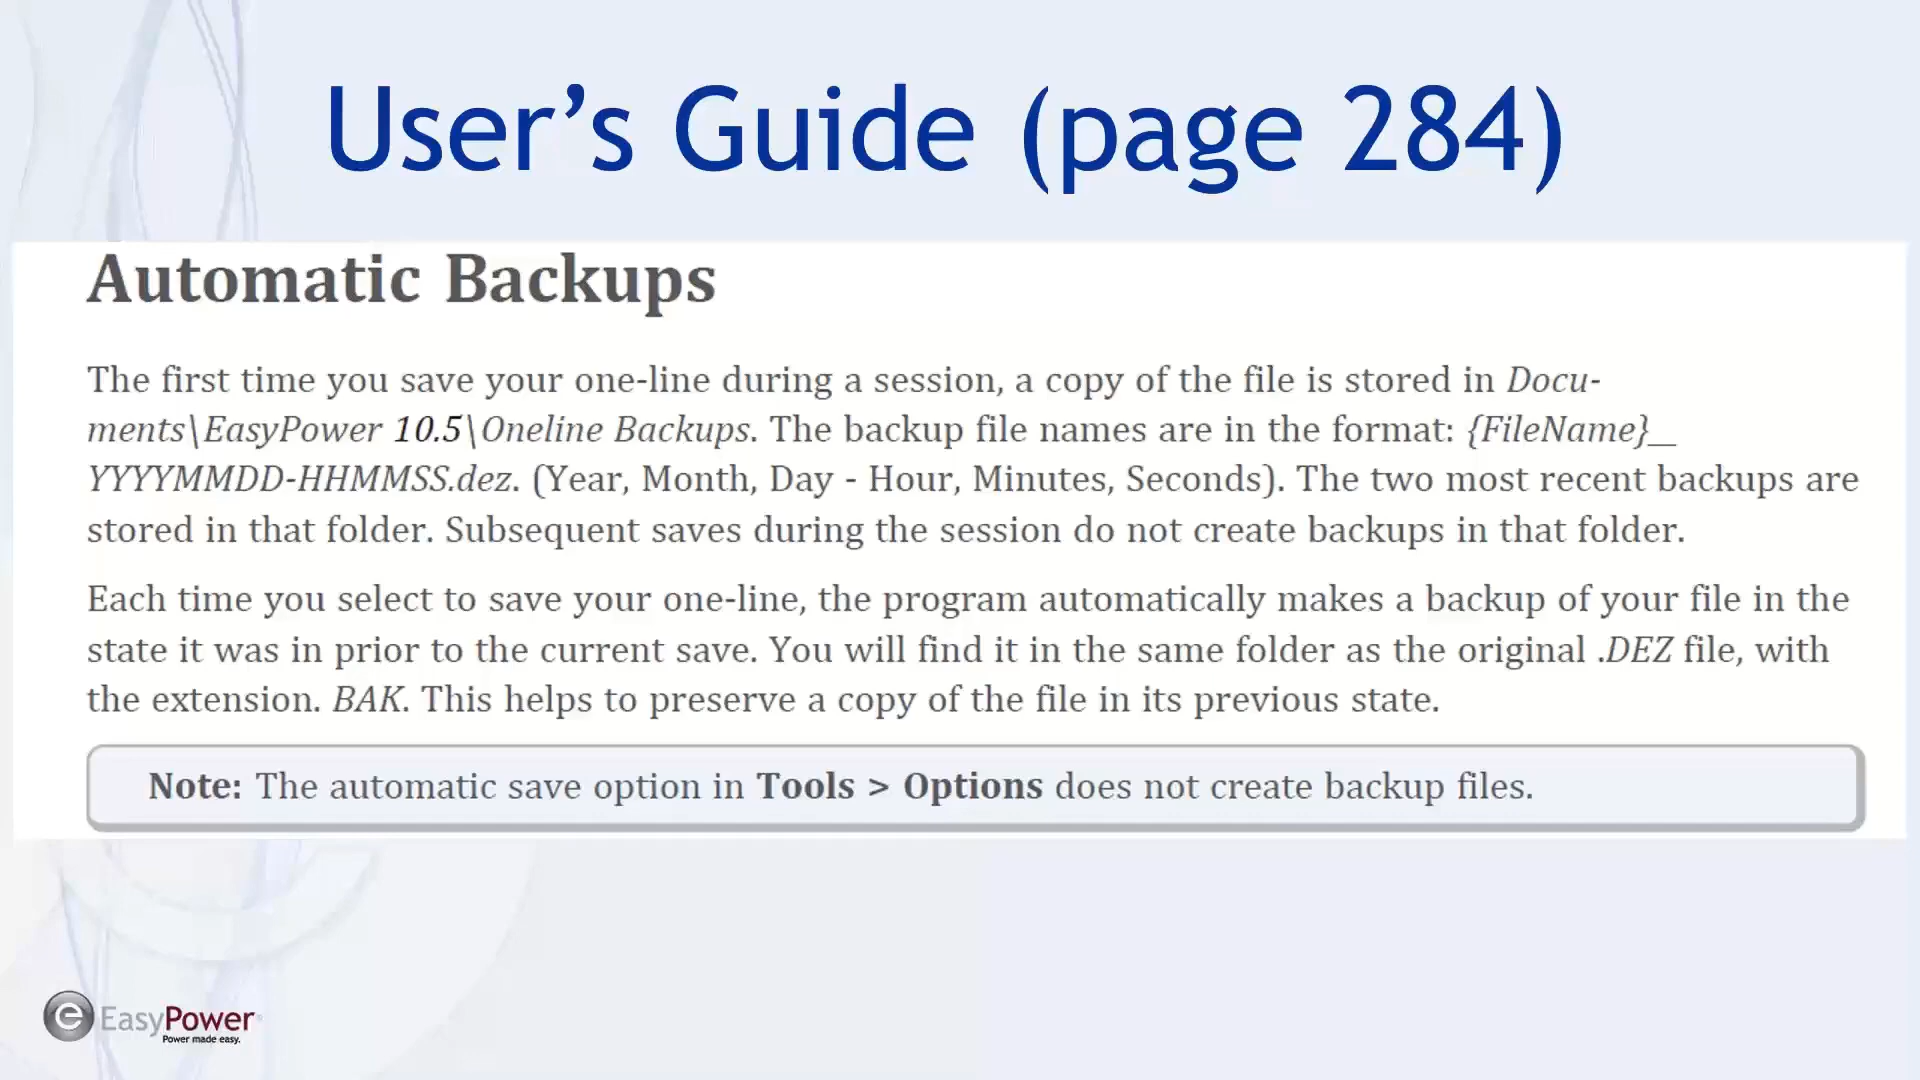 User’s Guide (page 284)
Automatic Backups
The first time you save your one-line during a session, a copy of the file is stored in Docu-
ments\EasyPower 10.5\Oneline Backups. The backup file names are in the format: {FileName}__
YYYYMMDD-HHMMSS.dez. (Year, Month, Day - Hour, Minutes, Seconds). The two most recent backups are
stored in that folder. Subsequent saves during the session do not create backups in that folder.
Each time you select to save your one-line, the program automatically makes a backup of your file in the
state it was in prior to the current save. You will find it in the same folder as the original .DEZ file, with
the extension. BAK. This helps to preserve a copy of the file in its previous state.
Note: The automatic save option in Tools > Options does not create backup files.
e EasyPower
Power made easy.